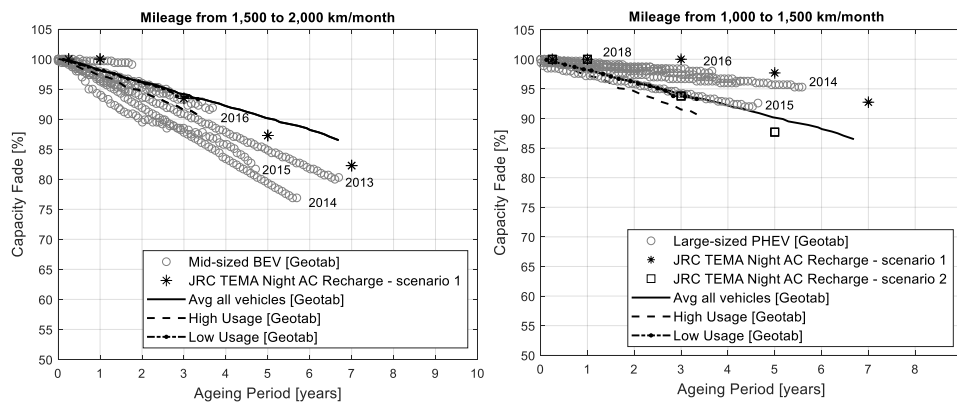 Mileage from 1,500 to 2,000 km/month
105
100
95
90
85
80
75
70
65
60
55
50
Capacity Fade [%]
2016
2015
2013
2014
Mid-sized BEV [Geotab]
JRC TEMA Night AC Recharge - scenario 1
Avg all vehicles [Geotab]
High Usage [Geotab]
Low Usage [Geotab]
0 1 2 3 4 5 6 7 8 9 10
Ageing Period [years]
Mileage from 1,000 to 1,500 km/month
105
100
95
90
85
80
75
70
65
60
55
50
Capacity Fade [%]
2018
2016
2014
2015
Large-sized PHEV [Geotab]
JRC TEMA Night AC Recharge - scenario 1
JRC TEMA Night AC Recharge - scenario 2
Avg all vehicles [Geotab]
High Usage [Geotab]
Low Usage [Geotab]
0 1 2 3 4 5 6 7 8
Ageing Period [years]